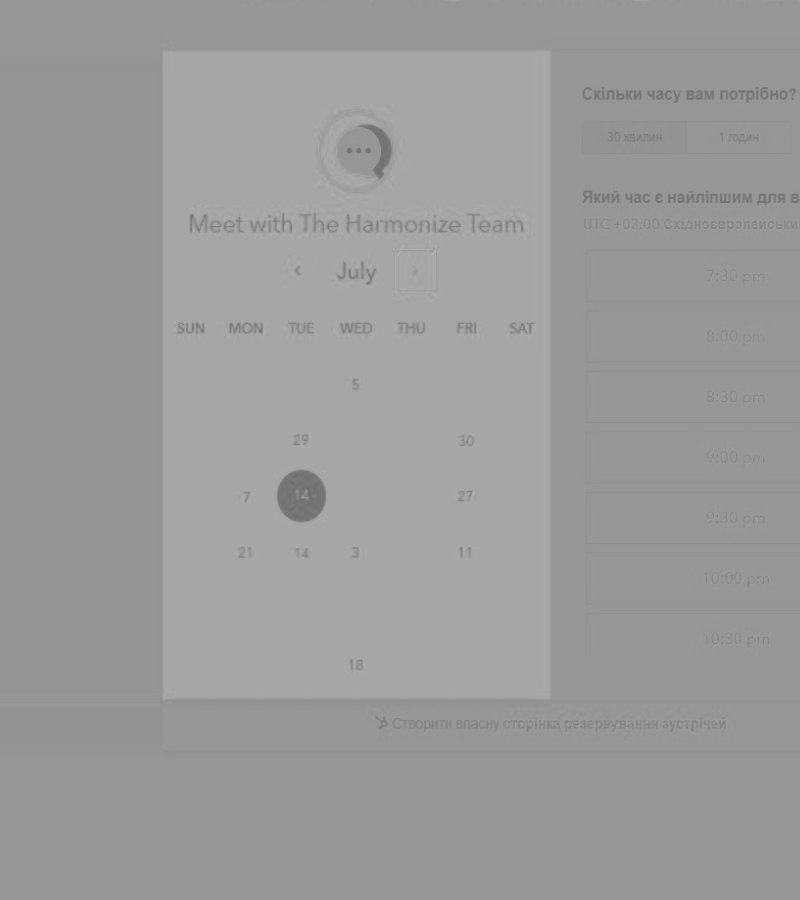 Meet with The Harmonize Team
‹ July ›
SUN MON TUE WED THU FRI SAT
5
29 30
7 14 27
21 14 3 11
18
Скільки часу вам потрібно?
30 хвилин 1 годин
Який час є найліпшим для в
UTC +03:00 Східноєвропейськи
7:30 pm
8:00 pm
8:30 pm
9:00 pm
9:30 pm
10:00 pm
10:30 pm
Створити власну сторінка резервування аустрічей